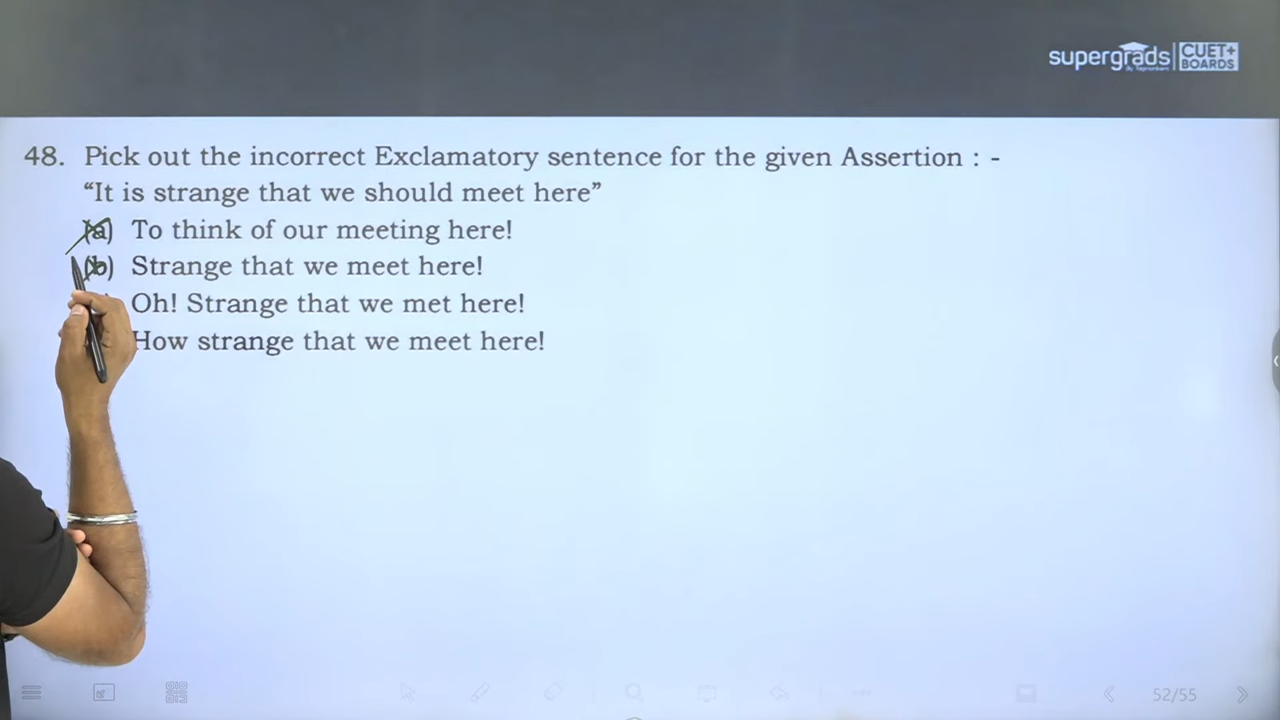 supergrads
CUET+
BOARDS
48. Pick out the incorrect Exclamatory sentence for the given Assertion : -
“It is strange that we should meet here”
(a) To think of our meeting here!
(b) Strange that we meet here!
Oh! Strange that we met here!
How strange that we meet here!
52/55